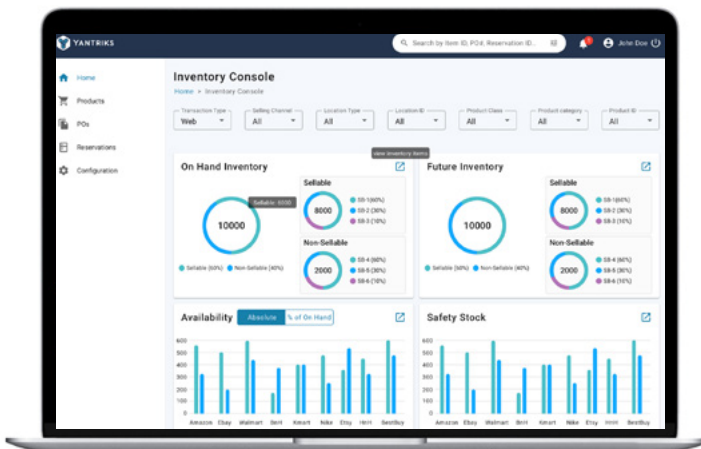 YANTRIKS
Search by Item ID, PO#, Reservation ID..
John Doe
Home
Products
POs
Reservations
Configuration
Inventory Console
Home > Inventory Console
Transaction Type
Web
Selling Channel
All
Location Type
All
Location ID
All
Product Class
All
Product category
All
Product ID
All
View Inventory Items
On Hand Inventory
10000
Sellable: 8000
Sellable (60%) Non-Sellable (40%)
Sellable
8000
SB-1(60%)
SB-2 (30%)
SB-3 (10%)
Non-Sellable
2000
SB-4 (60%)
SB-5 (30%)
SB-6 (10%)
Future Inventory
10000
Sellable (60%) Non-Sellable (40%)
Sellable
8000
SB-1(60%)
SB-2 (30%)
SB-3 (10%)
Non-Sellable
2000
SB-4 (60%)
SB-5 (30%)
SB-6 (10%)
Availability
Absolute
% of On Hand
600
500
400
300
200
100
0
Amazon Ebay Walmart Kmart Nike Etsy BestBuy
Safety Stock
600
500
400
300
200
100
0
Amazon Ebay Walmart Kmart Nike Etsy BestBuy